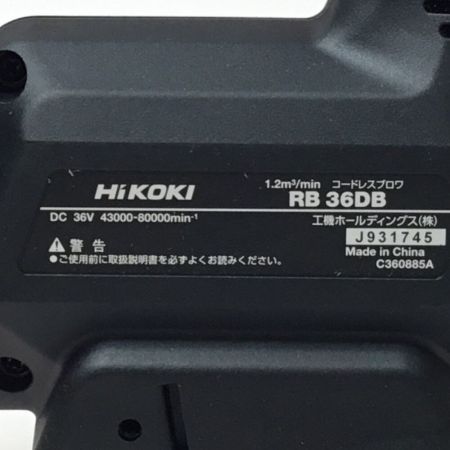 1.2m³/min コードレスブロワ
HiKOKI RB 36DB
DC 36V 43000-80000min⁻¹ 工機ホールディングス(株)
J931745
⚠警告 Made in China
●ご使用前に取扱説明書を必ずよくお読みください。 C360885A